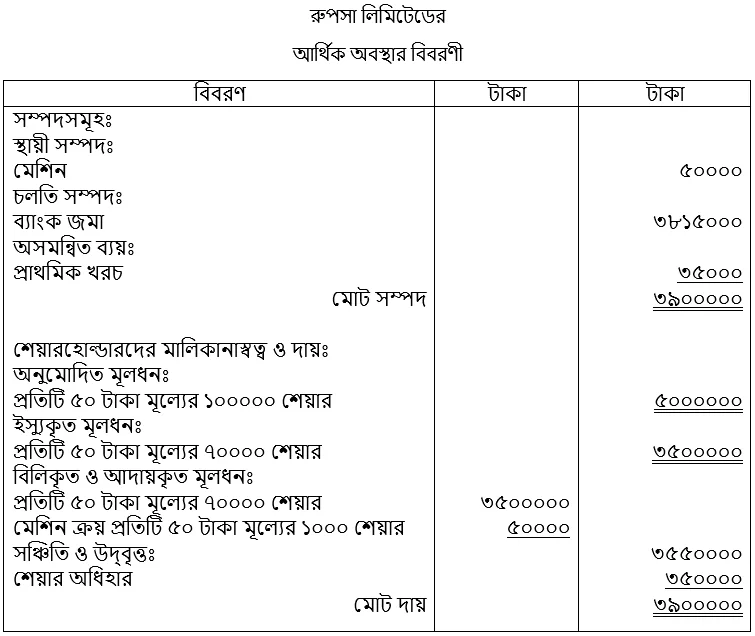 রুপসা লিমিটেডের
আর্থিক অবস্থার বিবরণী
বিবরণ টাকা টাকা
সম্পদসমূহঃ
স্থায়ী সম্পদঃ
মেশিন ৫০০০০
চলতি সম্পদঃ
ব্যাংক জমা ৩৮১৫০০০
অসমন্বিত ব্যয়ঃ
প্রাথমিক খরচ ৩৫০০০
মোট সম্পদ ৩৯০০০০০
শেয়ারহোল্ডারদের মালিকানাস্বত্ব ও দায়ঃ
অনুমোদিত মূলধনঃ
প্রতিটি ৫০ টাকা মূল্যের ১০০০০০ শেয়ার ৫০০০০০০
ইস্যুকৃত মূলধনঃ
প্রতিটি ৫০ টাকা মূল্যের ৭০০০০ শেয়ার ৩৫০০০০০
বিলিকৃত ও আদায়কৃত মূলধনঃ
প্রতিটি ৫০ টাকা মূল্যের ৭০০০০ শেয়ার ৩৫০০০০০
মেশিন ক্রয় প্রতিটি ৫০ টাকা মূল্যের ১০০০ শেয়ার ৫০০০০
সঞ্চিতি ও উদ্‌বৃত্তঃ ৩৫৫০০০০
শেয়ার অধিহার ৩৫০০০০
মোট দায় ৩৯০০০০০